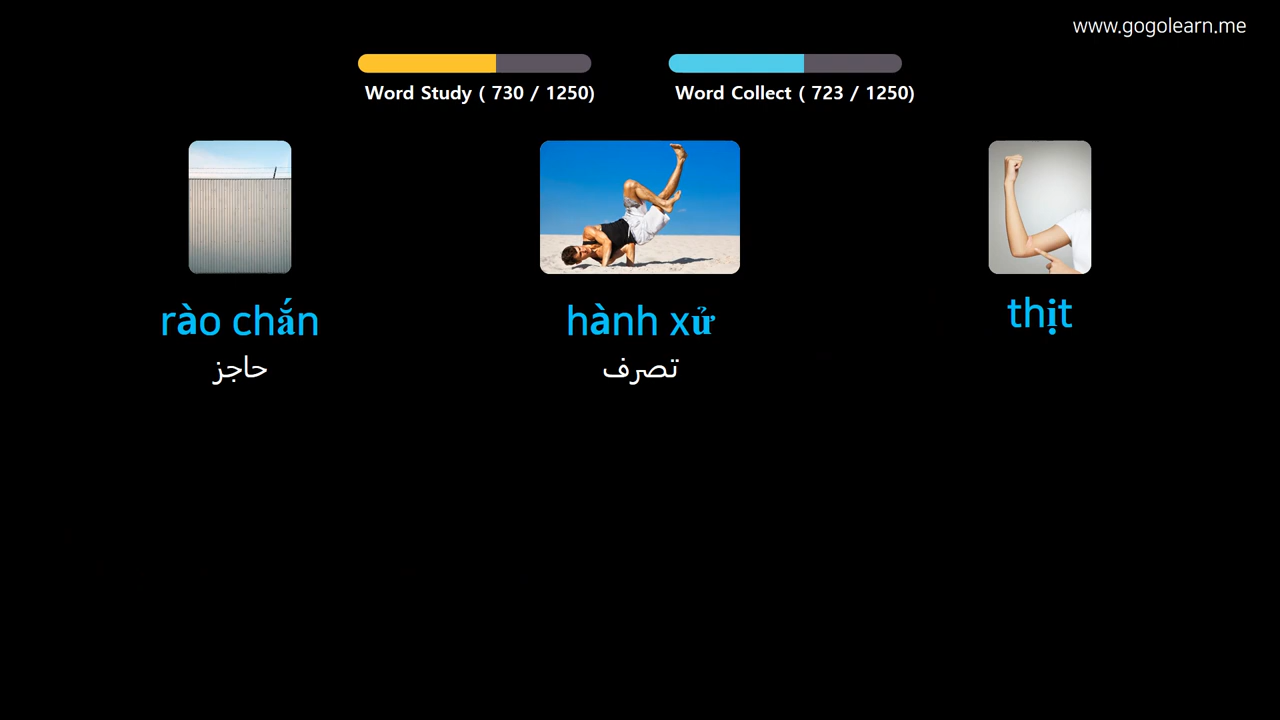 www.gogolearn.me
Word Study ( 730 / 1250)
Word Collect ( 723 / 1250)
rào chắn
hành xử
thịt
حاجز
تصرف